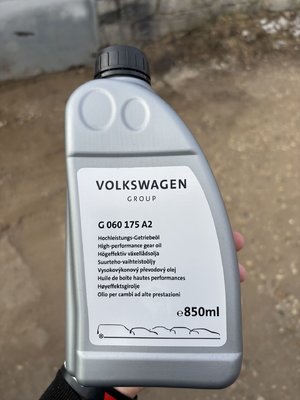 VOLKSWAGEN
GROUP
G 060 175 A2
Hochleistungs-Getriebeöl
High-performance gear oil
Högeffektiv växellådsolja
Suurteho-vaihteistoöljy
Vysokovýkonový převodový olej
Huile de boîte hautes performances
Høyeffektsgirolje
Olio per cambi ad alte prestazioni
℮850ml